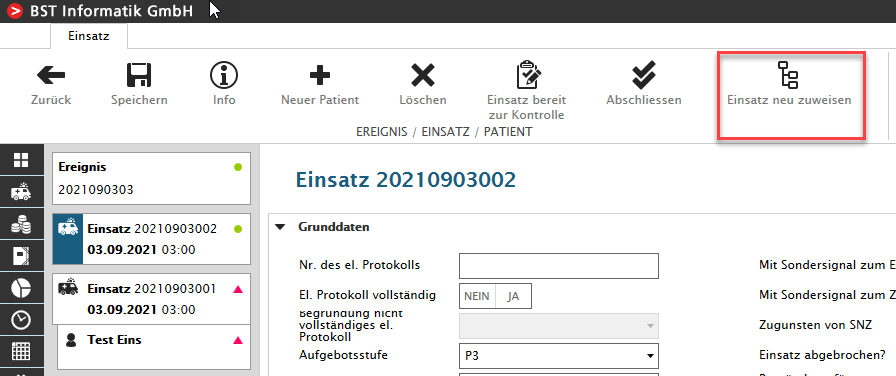 BST Informatik GmbH
Einsatz
Zurück
Speichern
Info
Neuer Patient
Löschen
Einsatz bereit
zur Kontrolle
Abschliessen
Einsatz neu zuweisen
EREIGNIS / EINSATZ / PATIENT
Ereignis
2021090303
Einsatz 20210903002
03.09.2021 03:00
Einsatz 20210903001
03.09.2021 03:00
Test Eins
Einsatz 20210903002
Grunddaten
Nr. des el. Protokolls
Mit Sondersignal zum E
El. Protokoll vollständig
NEIN JA
Mit Sondersignal zum Z
Begründung nicht
vollständiges el.
Protokoll
Zugunsten von SNZ
Aufgebotsstufe
P3
Einsatz abgebrochen?